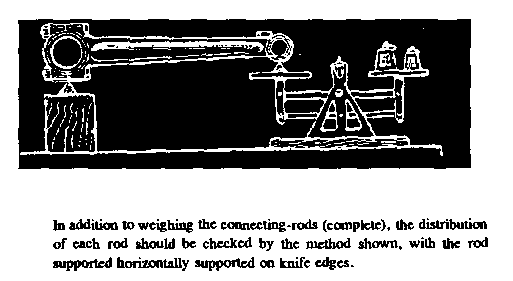 In addition to weighing the connecting-rods (complete), the distribution
of each rod should be checked by the method shown, with the rod
supported horizontally supported on knife edges.